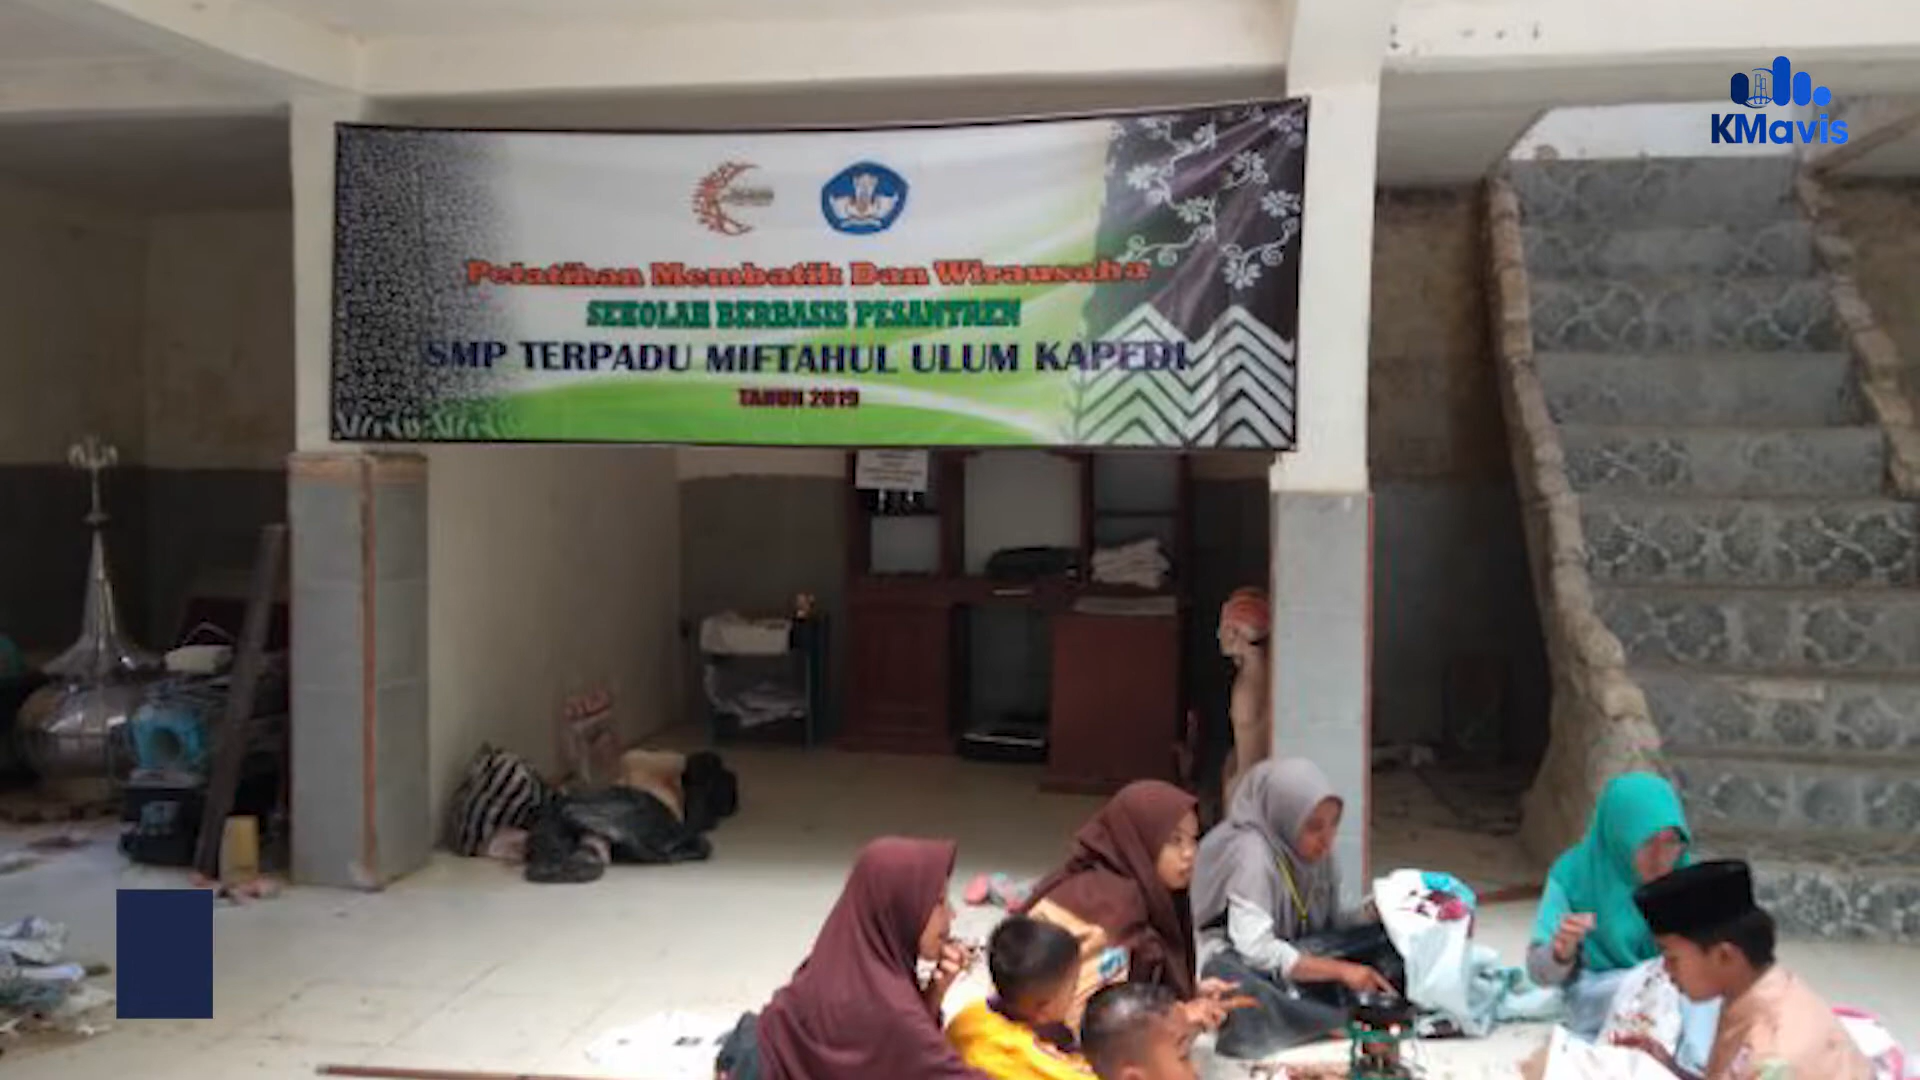 KMavis
Pelatihan Membatik Dan Wirausaha
SEKOLAH BERBASIS PESANTREN
SMP TERPADU MIFTAHUL ULUM KAPEDI
TAHUN 2019